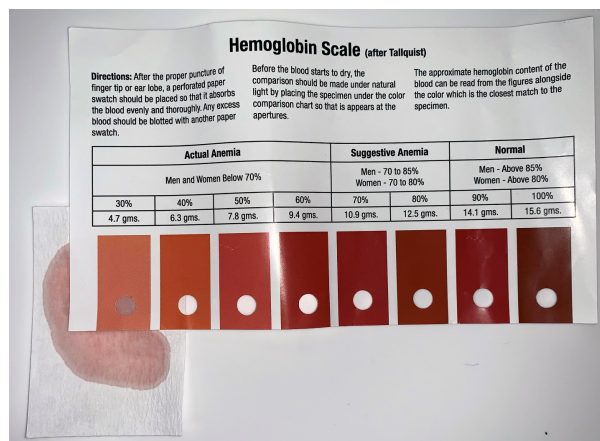 Hemoglobin Scale (after Tallquist)
Directions: After the proper puncture of
finger tip or ear lobe, a perforated paper
swatch should be placed so that it absorbs
the blood evenly and thoroughly. Any excess
blood should be blotted with another paper
swatch.
Before the blood starts to dry, the
comparison should be made under natural
light by placing the specimen under the color
comparison chart so that is appears at the
apertures.
The approximate hemoglobin content of the
blood can be read from the figures alongside
the color which is the closest match to the
specimen.
Actual Anemia
Suggestive Anemia
Normal
Men and Women Below 70%
Men - 70 to 85%
Women - 70 to 80%
Men - Above 85%
Women - Above 80%
30% 40% 50% 60% 70% 80% 90% 100%
4.7 gms. 6.3 gms. 7.8 gms. 9.4 gms. 10.9 gms. 12.5 gms. 14.1 gms. 15.6 gms.